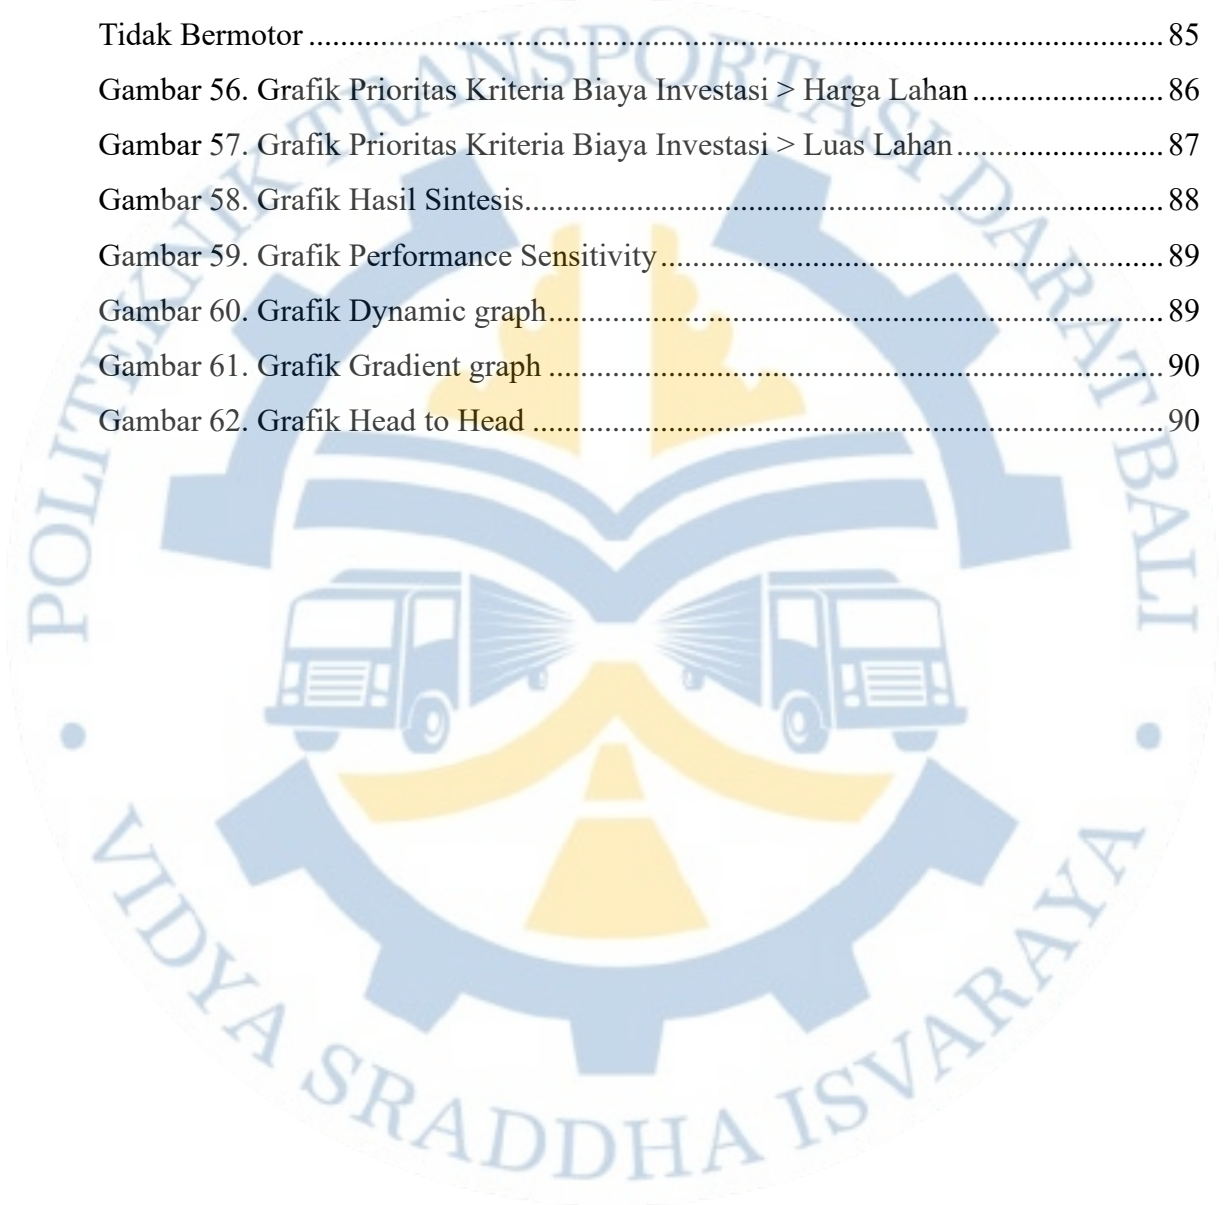 Tidak Bermotor ........................................................................................................ 85
Gambar 56. Grafik Prioritas Kriteria Biaya Investasi > Harga Lahan ....................... 86
Gambar 57. Grafik Prioritas Kriteria Biaya Investasi > Luas Lahan ......................... 87
Gambar 58. Grafik Hasil Sintesis............................................................................. 88
Gambar 59. Grafik Performance Sensitivity ............................................................. 89
Gambar 60. Grafik Dynamic graph.......................................................................... 89
Gambar 61. Grafik Gradient graph .......................................................................... 90
Gambar 62. Grafik Head to Head ............................................................................ 90
POLITEKNIK TRANSPORTASI DARAT BALI
VIDYA SRADDHA ISVARAYA